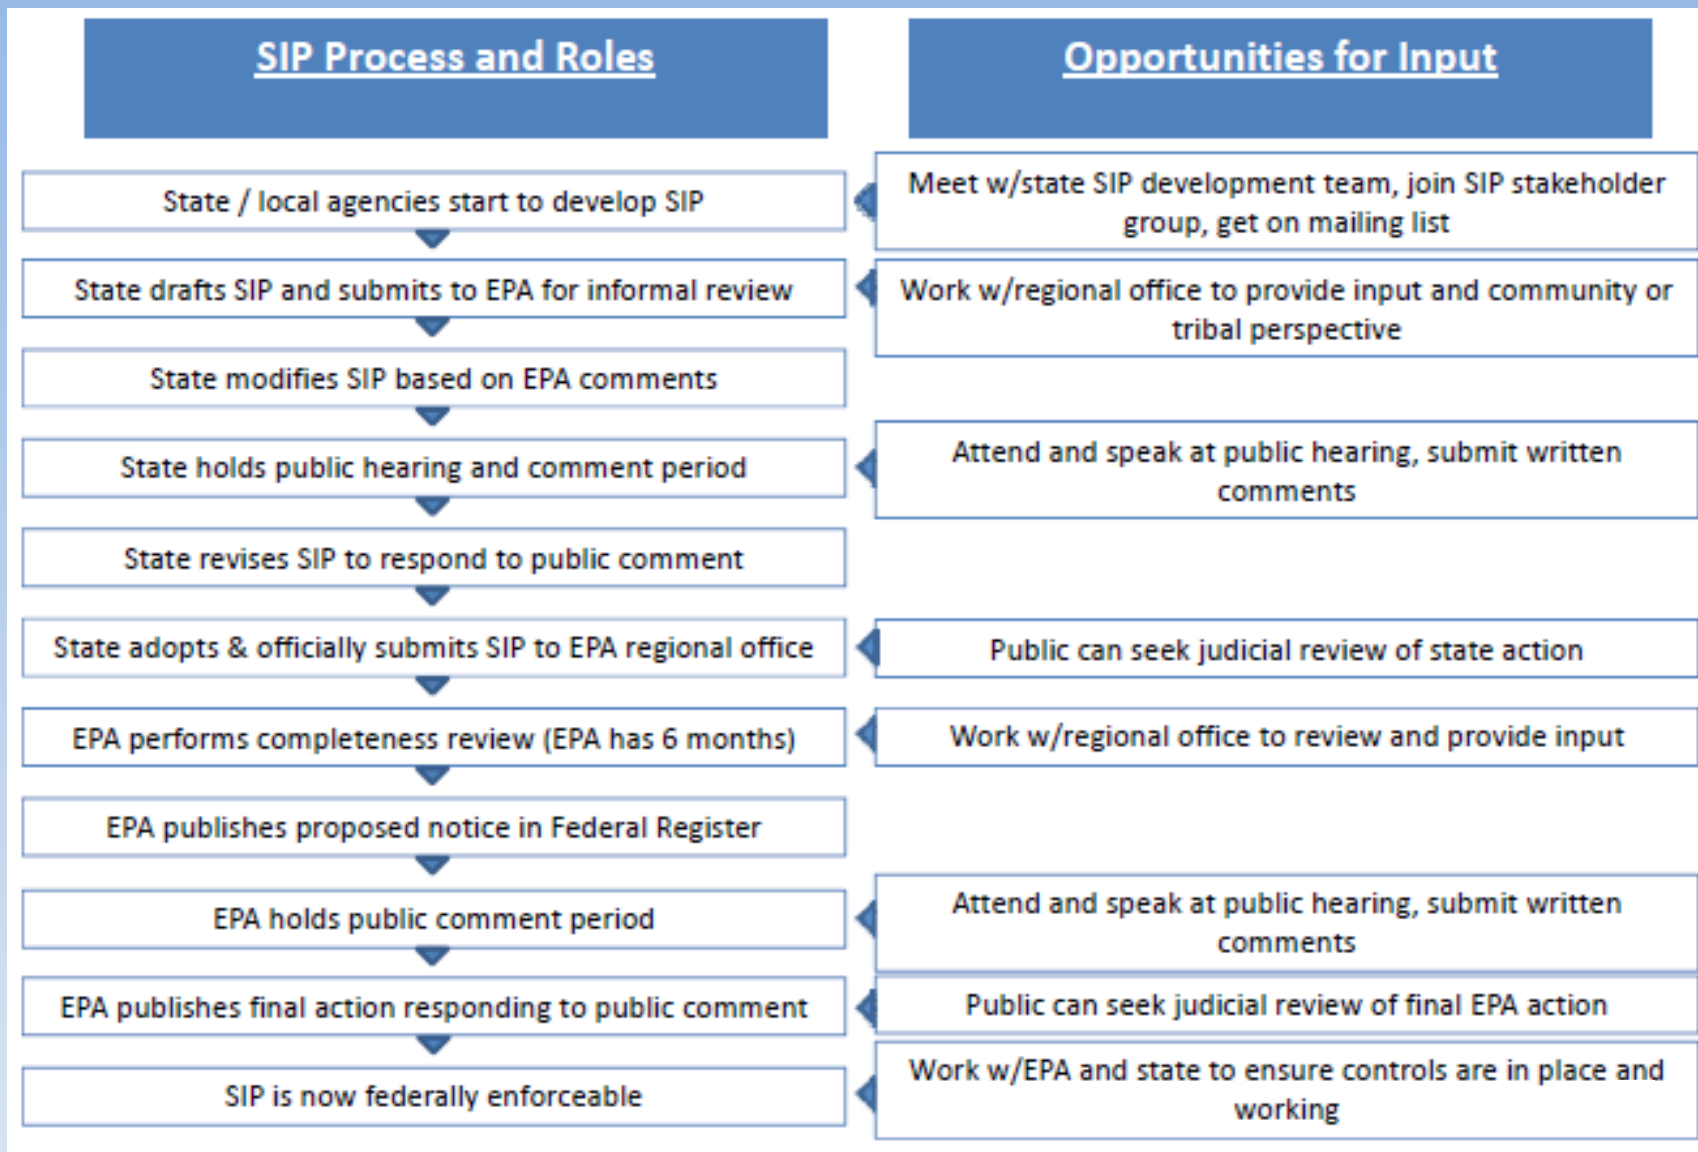 SIP Process and Roles
Opportunities for Input
State / local agencies start to develop SIP
Meet w/state SIP development team, join SIP stakeholder
group, get on mailing list
State drafts SIP and submits to EPA for informal review
Work w/regional office to provide input and community or
tribal perspective
State modifies SIP based on EPA comments
State holds public hearing and comment period
Attend and speak at public hearing, submit written
comments
State revises SIP to respond to public comment
State adopts & officially submits SIP to EPA regional office
Public can seek judicial review of state action
EPA performs completeness review (EPA has 6 months)
Work w/regional office to review and provide input
EPA publishes proposed notice in Federal Register
EPA holds public comment period
Attend and speak at public hearing, submit written
comments
EPA publishes final action responding to public comment
Public can seek judicial review of final EPA action
SIP is now federally enforceable
Work w/EPA and state to ensure controls are in place and
working